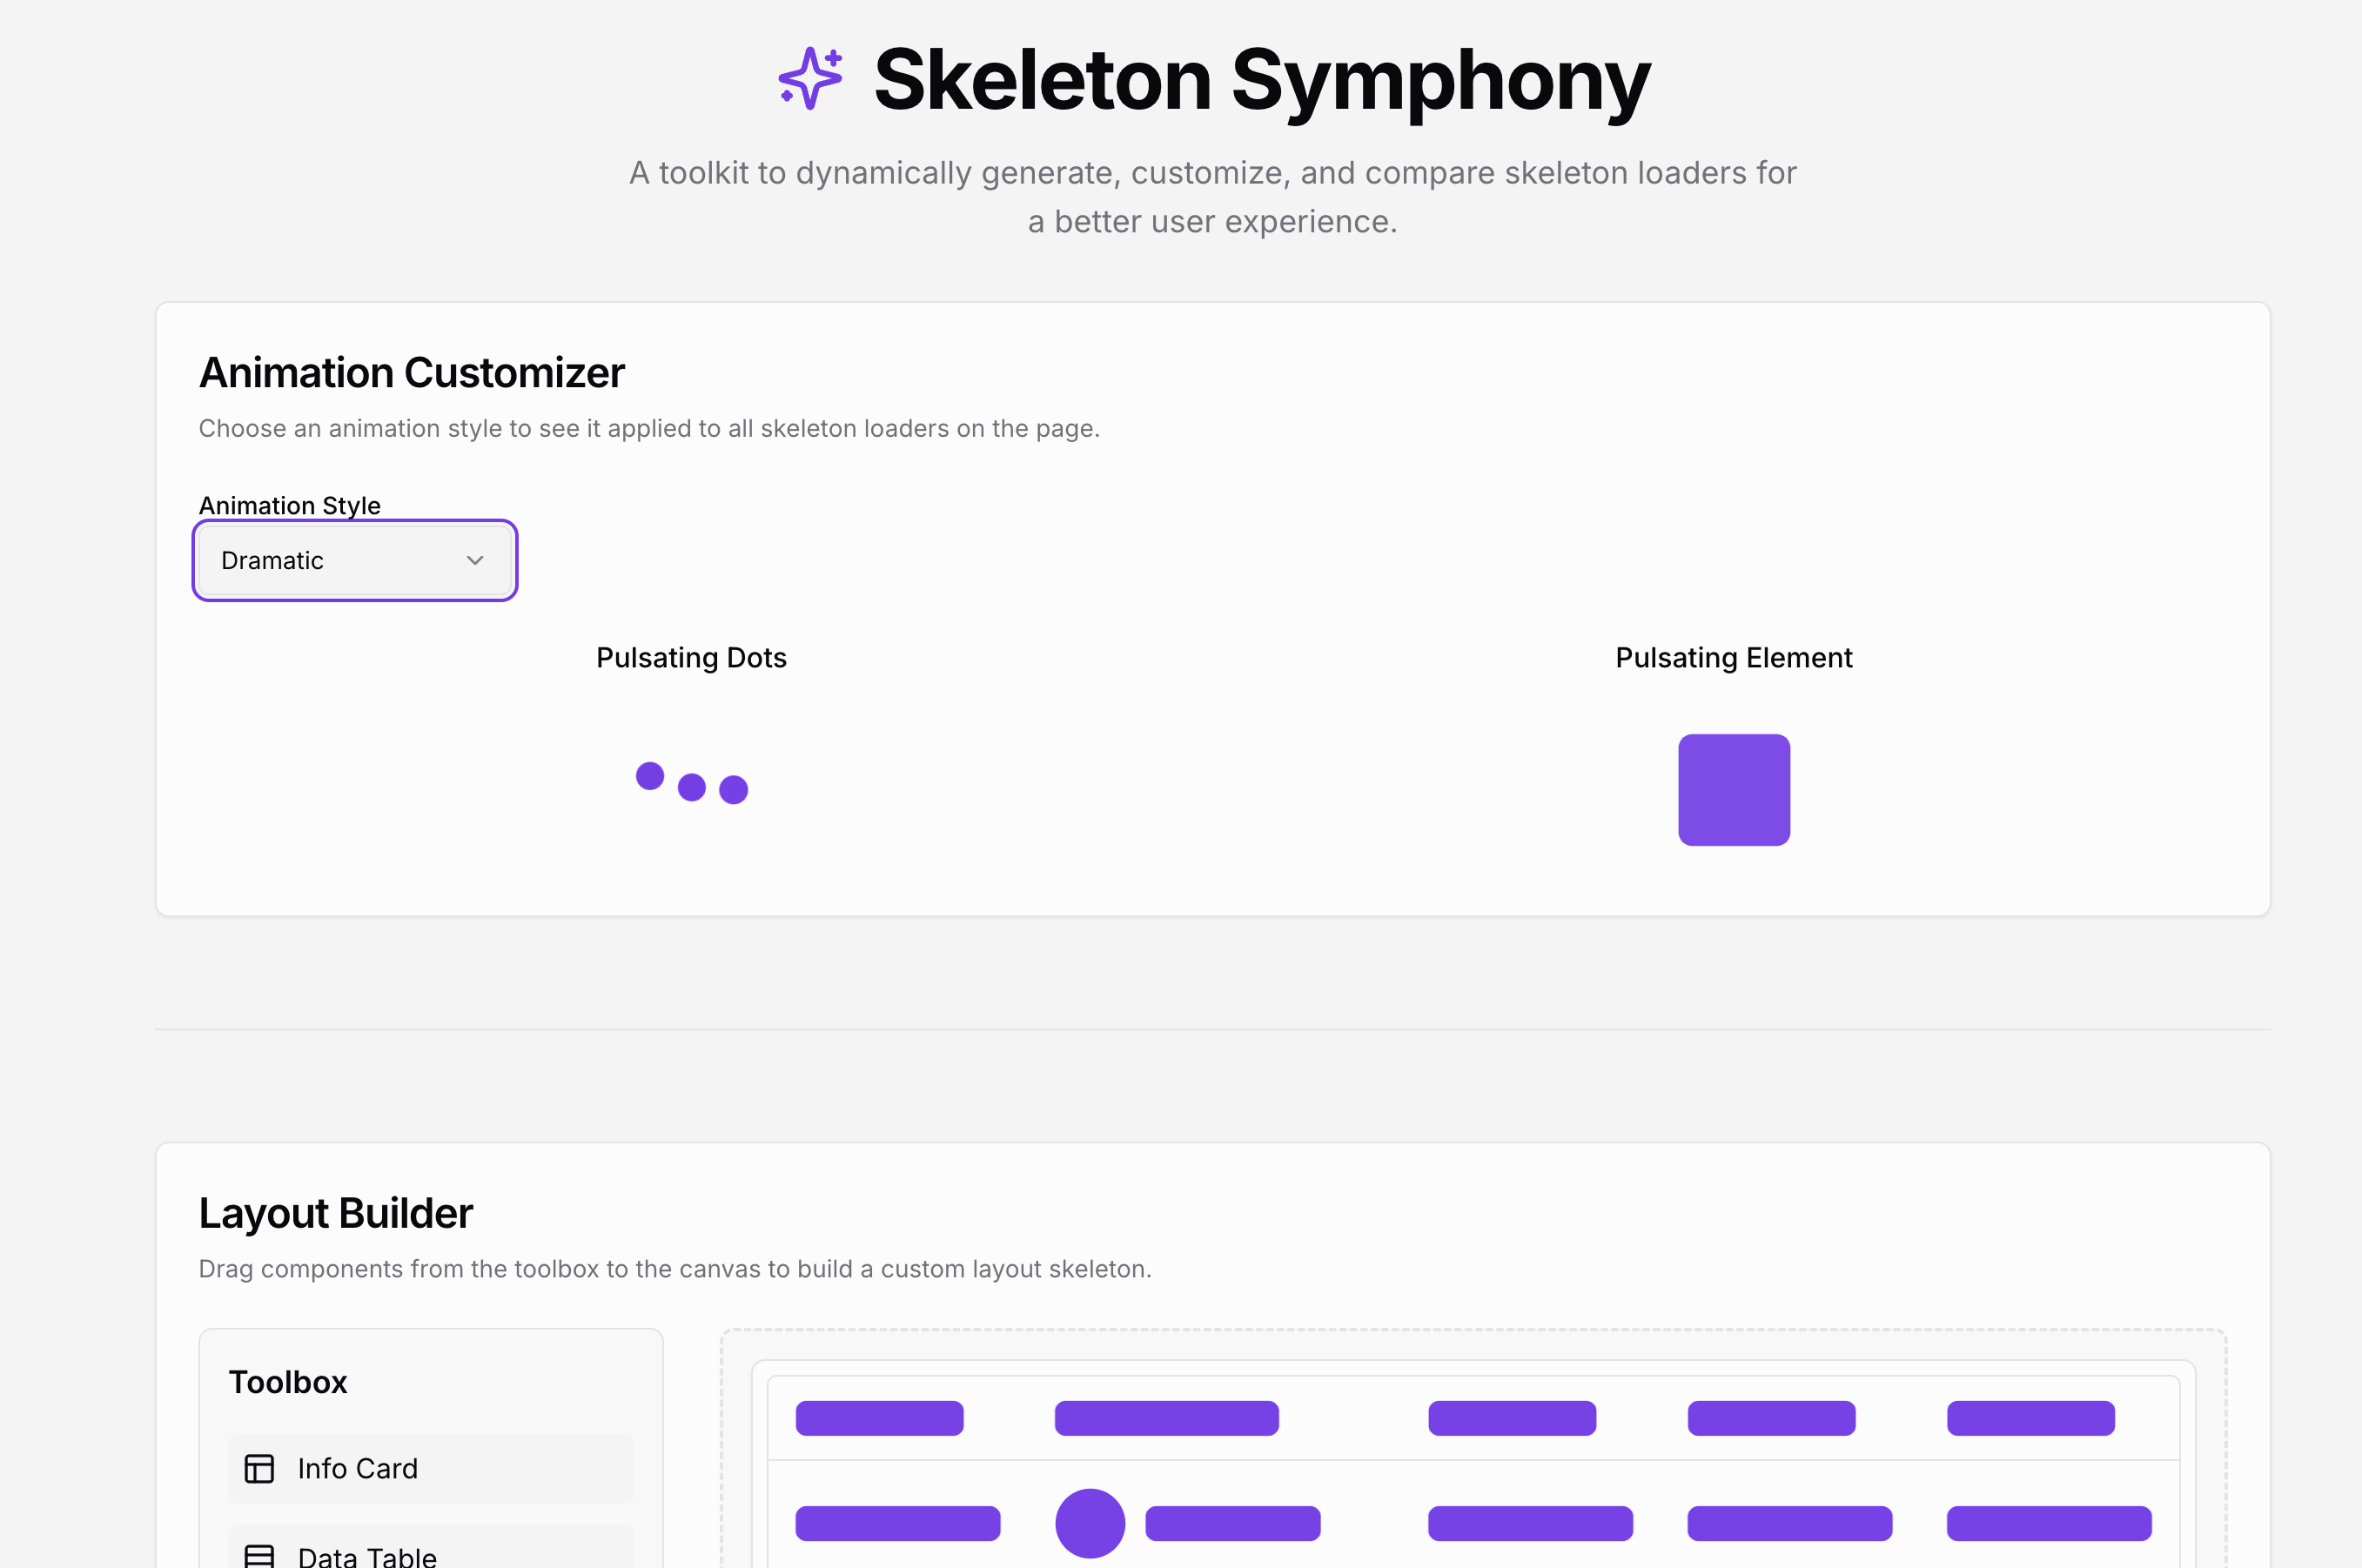 Skeleton Symphony
A toolkit to dynamically generate, customize, and compare skeleton loaders for
a better user experience.
Animation Customizer
Choose an animation style to see it applied to all skeleton loaders on the page.
Animation Style
Dramatic
Pulsating Dots
Pulsating Element
Layout Builder
Drag components from the toolbox to the canvas to build a custom layout skeleton.
Toolbox
Info Card
Data Table